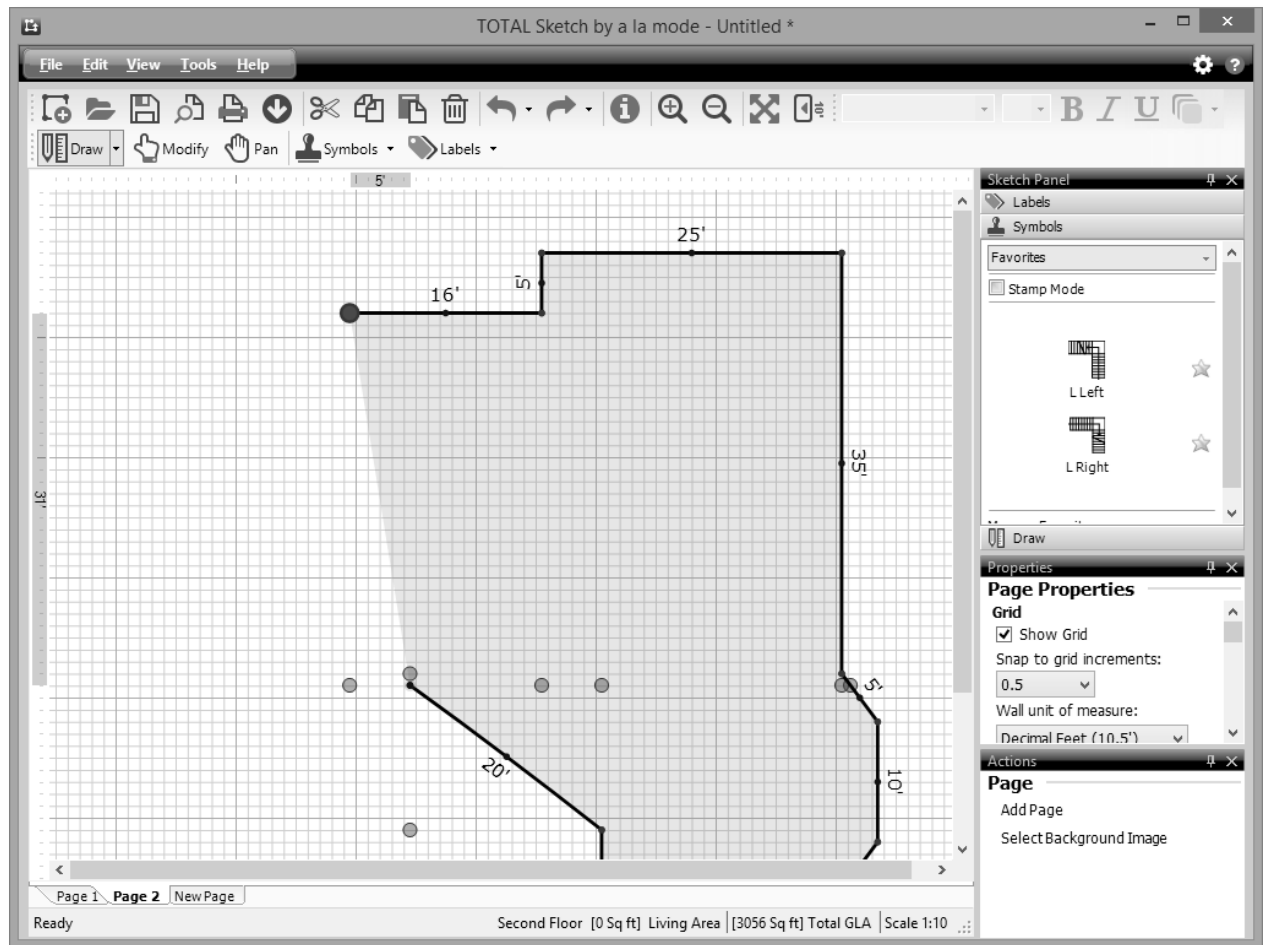 TOTAL Sketch by a la mode - Untitled *
File Edit View Tools Help
B I U
Draw Modify Pan Symbols Labels
5'
25'
5'
16'
35'
31'
5'
20'
10'
Sketch Panel
Labels
Symbols
Favorites
Stamp Mode
L Left
L Right
Draw
Properties
Page Properties
Grid
Show Grid
Snap to grid increments:
0.5
Wall unit of measure:
Decimal Feet (10.5')
Actions
Page
Add Page
Select Background Image
Page 1 Page 2 New Page
Ready Second Floor [0 Sq ft] Living Area [3056 Sq ft] Total GLA Scale 1:10